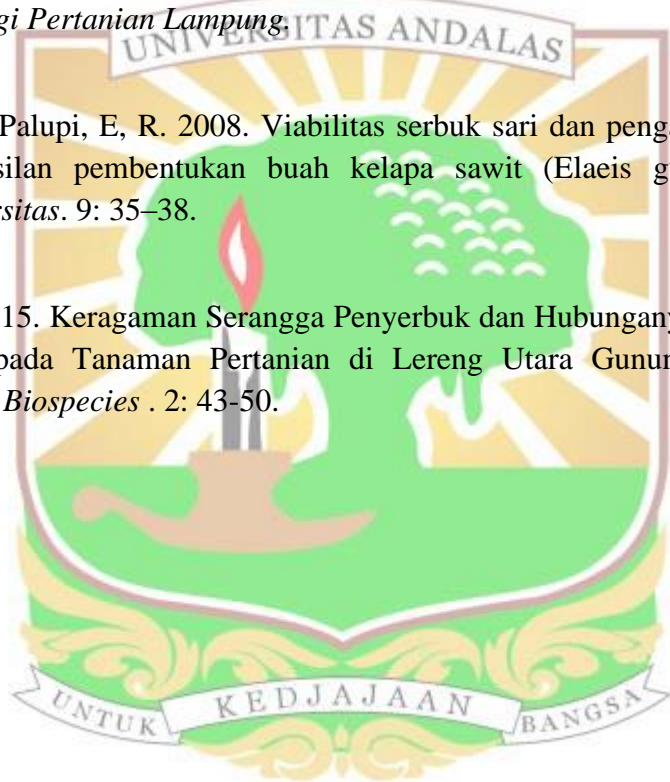 gi Pertanian Lampung.
UNIVERSITAS ANDALAS
Palupi, E, R. 2008. Viabilitas serbuk sari dan penga
silan pembentukan buah kelapa sawit (Elaeis g
rsitas. 9: 35–38.
15. Keragaman Serangga Penyerbuk dan Hubungany
pada Tanaman Pertanian di Lereng Utara Gunun
Biospecies . 2: 43-50.
UNTUK KEDJAJAAN BANGSA